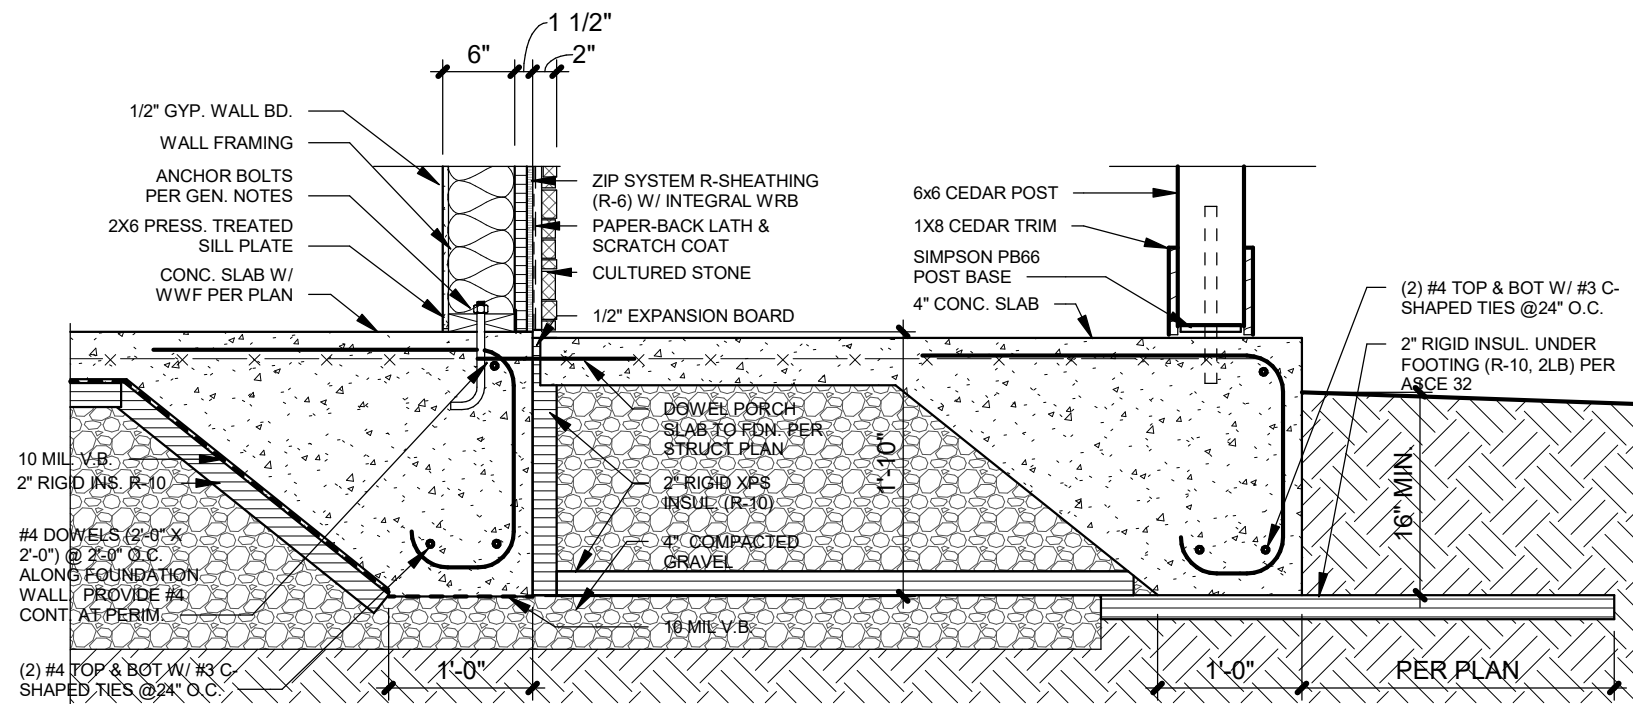 1 1/2"
6"
2"
1/2" GYP. WALL BD.
WALL FRAMING
ANCHOR BOLTS
PER GEN. NOTES
2X6 PRESS. TREATED
SILL PLATE
CONC. SLAB W/
WWF PER PLAN
ZIP SYSTEM R-SHEATHING
(R-6) W/ INTEGRAL WRB
PAPER-BACK LATH &
SCRATCH COAT
CULTURED STONE
1/2" EXPANSION BOARD
6x6 CEDAR POST
1X8 CEDAR TRIM
SIMPSON PB66
POST BASE
4" CONC. SLAB
(2) #4 TOP & BOT W/ #3 C-
SHAPED TIES @24" O.C.
2" RIGID INSUL. UNDER
FOOTING (R-10, 2LB) PER
ASCE 32
10 MIL. V.B.
2" RIGID INS. R-10
#4 DOWELS (2'-0" X
2'-0") @ 2'-0" O.C.
ALONG FOUNDATION
WALL. PROVIDE #4
CONT. AT PERIM.
(2) #4 TOP & BOT W/ #3 C-
SHAPED TIES @24" O.C.
DOWEL PORCH
SLAB TO FDN. PER
STRUCT PLAN
2" RIGID XPS
INSUL. (R-10)
4" COMPACTED
GRAVEL
10 MIL V.B.
1'-10"
16" MIN
1'-0"
1'-0"
PER PLAN